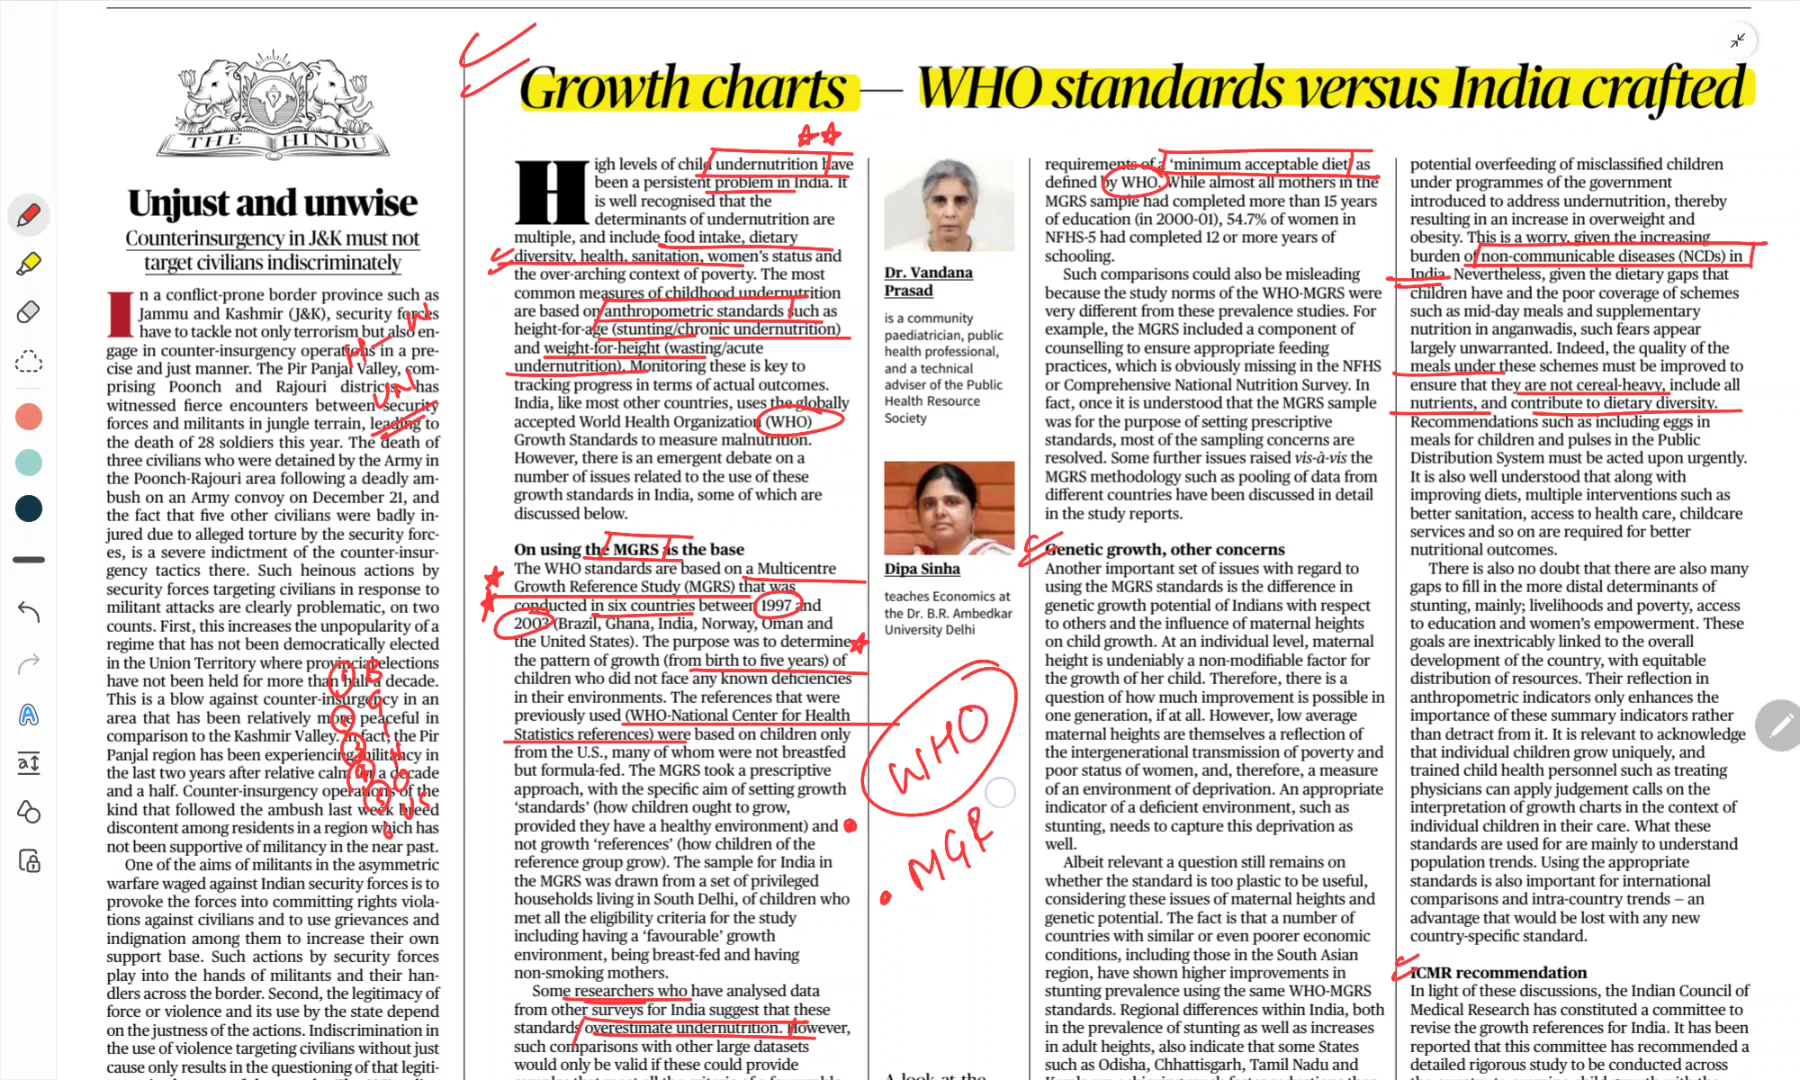 THE HINDU
Unjust and unwise
Counterinsurgency in J&K must not
target civilians indiscriminately
In a conflict-prone border province such as
Jammu and Kashmir (J&K), security forces
have to tackle not only terrorism but also en-
gage in counter-insurgency operations in a pre-
cise and just manner. The Pir Panjal Valley, com-
prising Poonch and Rajouri districts, has
witnessed fierce encounters between security
forces and militants in jungle terrain, leading to
the death of 28 soldiers this year. The death of
three civilians who were detained by the Army in
the Poonch-Rajouri area following a deadly am-
bush on an Army convoy on December 21, and
the fact that five other civilians were badly in-
jured due to alleged torture by the security forc-
es, is a severe indictment of the counter-insur-
gency tactics there. Such heinous actions by
security forces targeting civilians in response to
militant attacks are clearly problematic, on two
counts. First, this increases the unpopularity of a
regime that has not been democratically elected
in the Union Territory where provincial elections
have not been held for more than half a decade.
This is a blow against counter-insurgency in an
area that has been relatively more peaceful in
comparison to the Kashmir Valley. In fact, the Pir
Panjal region has been experiencing militancy in
the last two years after relative calm for a decade
and a half. Counter-insurgency operations of the
kind that followed the ambush last week breed
discontent among residents in a region which has
not been supportive of militancy in the near past.
One of the aims of militants in the asymmetric
warfare waged against Indian security forces is to
provoke the forces into committing rights viola-
tions against civilians and to use grievances and
indignation among them to increase their own
support base. Such actions by security forces
play into the hands of militants and their han-
dlers across the border. Second, the legitimacy of
force or violence and its use by the state depend
on the justness of the actions. Indiscrimination in
the use of violence targeting civilians without just
cause only results in the questioning of that legiti-
Growth charts — WHO standards versus India crafted
High levels of child undernutrition have
been a persistent problem in India. It
is well recognised that the
determinants of undernutrition are
multiple, and include food intake, dietary
diversity, health, sanitation, women's status and
the over-arching context of poverty. The most
common measures of childhood undernutrition
are based on anthropometric standards such as
height-for-age (stunting/chronic undernutrition)
and weight-for-height (wasting/acute
undernutrition). Monitoring these is key to
tracking progress in terms of actual outcomes.
India, like most other countries, uses the globally
accepted World Health Organization (WHO)
Growth Standards to measure malnutrition.
However, there is an emergent debate on a
number of issues related to the use of these
growth standards in India, some of which are
discussed below.
On using the MGRS as the base
The WHO standards are based on a Multicentre
Growth Reference Study (MGRS) that was
conducted in six countries between 1997 and
2003 (Brazil, Ghana, India, Norway, Oman and
the United States). The purpose was to determine
the pattern of growth (from birth to five years) of
children who did not face any known deficiencies
in their environments. The references that were
previously used (WHO-National Center for Health
Statistics references) were based on children only
from the U.S., many of whom were not breastfed
but formula-fed. The MGRS took a prescriptive
approach, with the specific aim of setting growth
'standards' (how children ought to grow,
provided they have a healthy environment) and
not growth 'references' (how children of the
reference group grow). The sample for India in
the MGRS was drawn from a set of privileged
households living in South Delhi, of children who
met all the eligibility criteria for the study
including having a 'favourable' growth
environment, being breast-fed and having
non-smoking mothers.
Some researchers who have analysed data
from other surveys for India suggest that these
standards overestimate undernutrition. However,
such comparisons with other large datasets
would only be valid if these could provide
Dr. Vandana
Prasad
is a community
paediatrician, public
health professional,
and a technical
adviser of the Public
Health Resource
Society
Dipa Sinha
teaches Economics at
the Dr. B.R. Ambedkar
University Delhi
WHO
MGR
A look at the
requirements of a 'minimum acceptable diet' as
defined by WHO. While almost all mothers in the
MGRS sample had completed more than 15 years
of education (in 2000-01), 54.7% of women in
NFHS-5 had completed 12 or more years of
schooling.
Such comparisons could also be misleading
because the study norms of the WHO-MGRS were
very different from these prevalence studies. For
example, the MGRS included a component of
counselling to ensure appropriate feeding
practices, which is obviously missing in the NFHS
or Comprehensive National Nutrition Survey. In
fact, once it is understood that the MGRS sample
was for the purpose of setting prescriptive
standards, most of the sampling concerns are
resolved. Some further issues raised vis-à-vis the
MGRS methodology such as pooling of data from
different countries have been discussed in detail
in the study reports.
Genetic growth, other concerns
Another important set of issues with regard to
using the MGRS standards is the difference in
genetic growth potential of Indians with respect
to others and the influence of maternal heights
on child growth. At an individual level, maternal
height is undeniably a non-modifiable factor for
the growth of her child. Therefore, there is a
question of how much improvement is possible in
one generation, if at all. However, low average
maternal heights are themselves a reflection of
the intergenerational transmission of poverty and
poor status of women, and, therefore, a measure
of an environment of deprivation. An appropriate
indicator of a deficient environment, such as
stunting, needs to capture this deprivation as
well.
Albeit relevant a question still remains on
whether the standard is too plastic to be useful,
considering these issues of maternal heights and
genetic potential. The fact is that a number of
countries with similar or even poorer economic
conditions, including those in the South Asian
region, have shown higher improvements in
stunting prevalence using the same WHO-MGRS
standards. Regional differences within India, both
in the prevalence of stunting as well as increases
in adult heights, also indicate that some States
such as Odisha, Chhattisgarh, Tamil Nadu and
potential overfeeding of misclassified children
under programmes of the government
introduced to address undernutrition, thereby
resulting in an increase in overweight and
obesity. This is a worry, given the increasing
burden of non-communicable diseases (NCDs) in
India. Nevertheless, given the dietary gaps that
children have and the poor coverage of schemes
such as mid-day meals and supplementary
nutrition in anganwadis, such fears appear
largely unwarranted. Indeed, the quality of the
meals under these schemes must be improved to
ensure that they are not cereal-heavy, include all
nutrients, and contribute to dietary diversity.
Recommendations such as including eggs in
meals for children and pulses in the Public
Distribution System must be acted upon urgently.
It is also well understood that along with
improving diets, multiple interventions such as
better sanitation, access to health care, childcare
services and so on are required for better
nutritional outcomes.
There is also no doubt that there are also many
gaps to fill in the more distal determinants of
stunting, mainly; livelihoods and poverty, access
to education and women's empowerment. These
goals are inextricably linked to the overall
development of the country, with equitable
distribution of resources. Their reflection in
anthropometric indicators only enhances the
importance of these summary indicators rather
than detract from it. It is relevant to acknowledge
that individual children grow uniquely, and
trained child health personnel such as treating
physicians can apply judgement calls on the
interpretation of growth charts in the context of
individual children in their care. What these
standards are used for are mainly to understand
population trends. Using the appropriate
standards is also important for international
comparisons and intra-country trends — an
advantage that would be lost with any new
country-specific standard.
ICMR recommendation
In light of these discussions, the Indian Council of
Medical Research has constituted a committee to
revise the growth references for India. It has been
reported that this committee has recommended a
detailed rigorous study to be conducted across